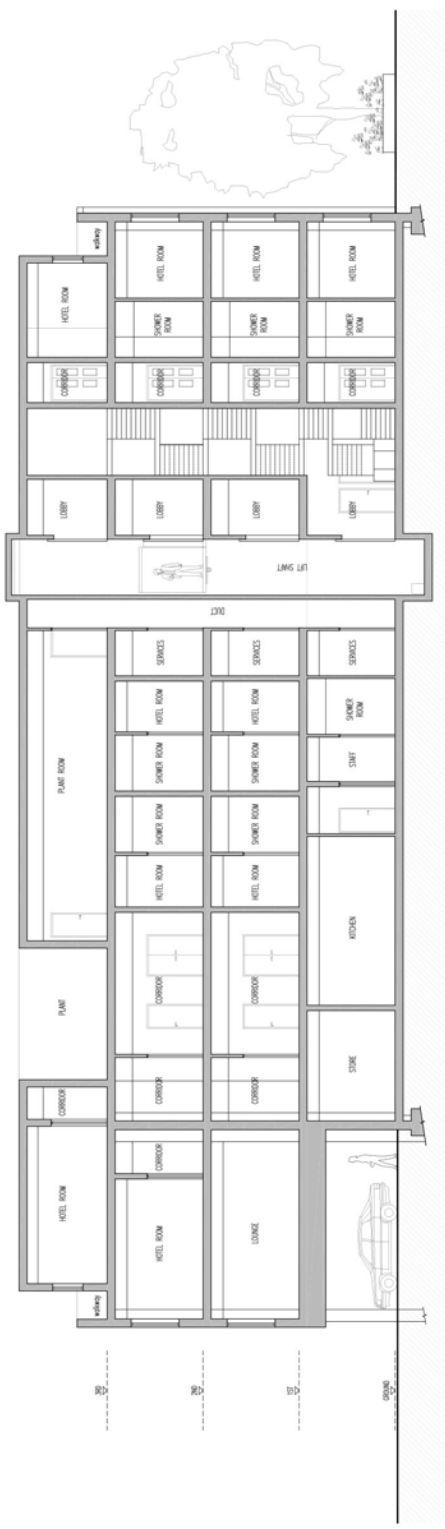 3RD
walkway
HOTEL ROOM
CORRIDOR
PLANT
PLANT ROOM
LOBBY
CORRIDOR
HOTEL ROOM
walkway
2ND
HOTEL ROOM
CORRIDOR
CORRIDOR
CORRIDOR
HOTEL ROOM
SHOWER ROOM
SHOWER ROOM
HOTEL ROOM
SERVICES
DUCT
LIFT SHAFT
LOBBY
CORRIDOR
SHOWER
ROOM
HOTEL ROOM
1ST
LOUNGE
CORRIDOR
CORRIDOR
HOTEL ROOM
SHOWER ROOM
SHOWER ROOM
HOTEL ROOM
SERVICES
LOBBY
CORRIDOR
SHOWER
ROOM
HOTEL ROOM
GROUND
STORE
KITCHEN
STAFF
SHOWER
ROOM
SERVICES
LOBBY
CORRIDOR
SHOWER
ROOM
HOTEL ROOM